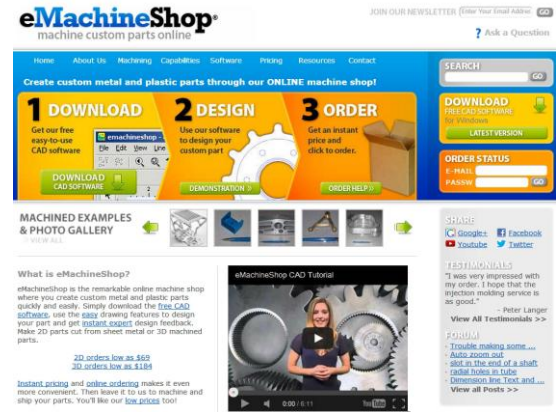 eMachineShop®
machine custom parts online
JOIN OUR NEWSLETTER Enter Your Email Addres GO
? Ask a Question
Home About Us Machining Capabilities Software Pricing Resources Contact
Create custom metal and plastic parts through our ONLINE machine shop!
SEARCH
GO
1 DOWNLOAD
Get our free
easy-to-use
CAD software
emachineshop -
File Edit View Line
DOWNLOAD
CAD SOFTWARE
2 DESIGN
Use our software
to design your
custom part
DEMONSTRATION
3 ORDER
Get an instant
price and
click to order.
ORDER HELP
DOWNLOAD
FREE CAD SOFTWARE
for Windows
LATEST VERSION
ORDER STATUS
E-MAIL
PASSW GO
MACHINED EXAMPLES
& PHOTO GALLERY
VIEW ALL
SHARE
Google+ Facebook
Youtube Twitter
What is eMachineShop?
eMachineShop is the remarkable online machine shop
where you create custom metal and plastic parts
quickly and easily. Simply download the free CAD
software, use the easy drawing features to design
your part and get instant expert design feedback.
Make 2D parts cut from sheet metal or 3D machined
parts.
2D orders low as $69
3D orders low as $184
Instant pricing and online ordering makes it even
more convenient. Then leave it to us to machine and
ship your parts. You'll like our low prices too!
eMachineShop CAD Tutorial
0:00 / 6:11 YouTube
TESTIMONIALS
"I was very impressed with
my order. I hope that the
injection molding service is
as good."
- Peter Langer
View All Testimonials >>
FORUM
- Trouble making some ...
- Auto zoom out
- slot in the end of a shaft
- radial holes in tube
- Dimension line Text and ...
View all Posts >>